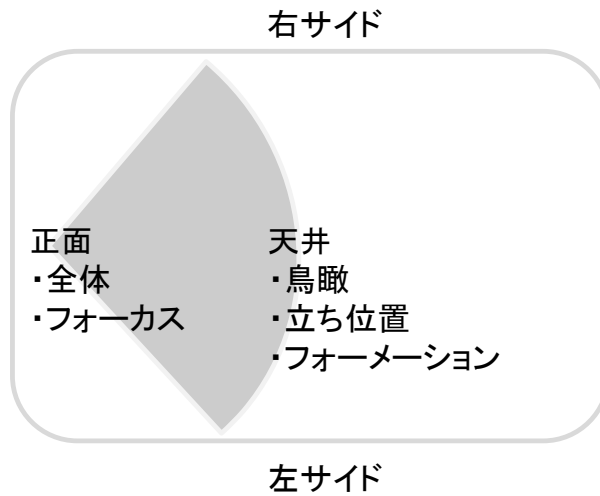 右サイド
正面
・全体
・フォーカス
天井
・鳥瞰
・立ち位置
・フォーメーション
左サイド